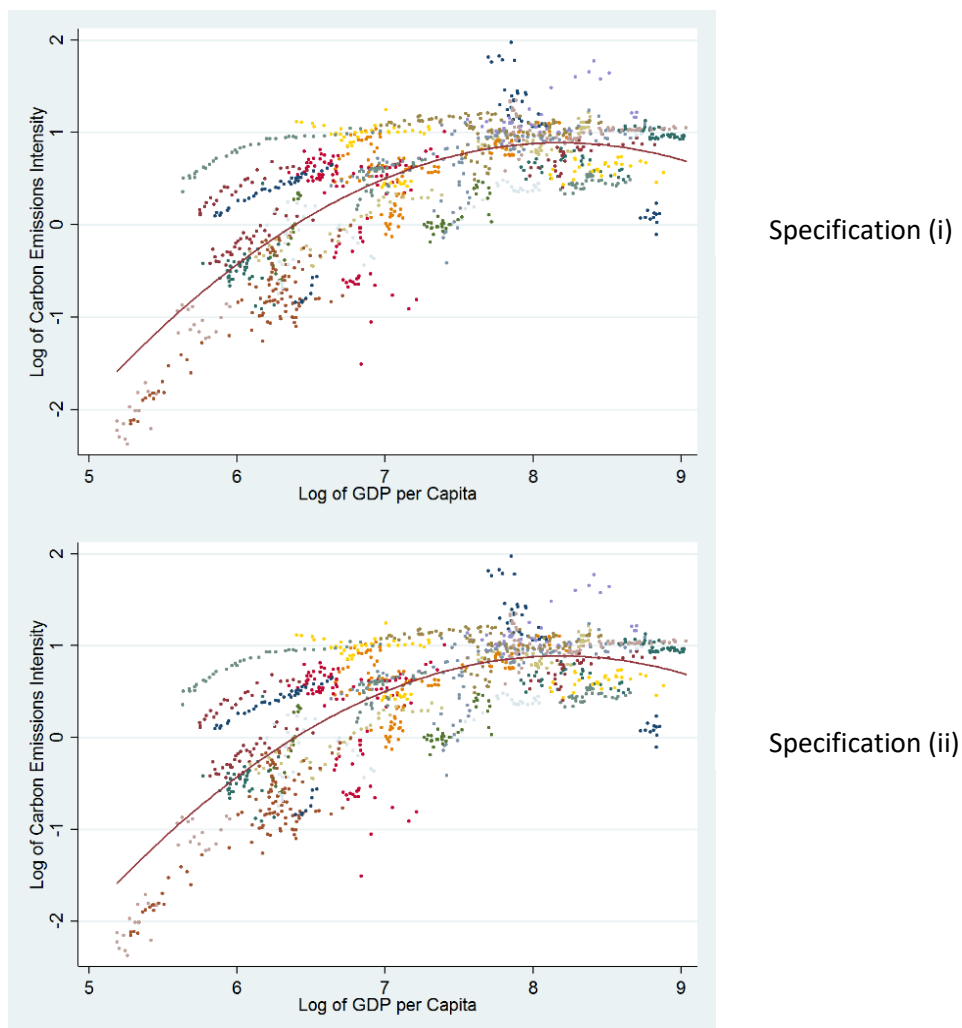 2
1
0
-1
-2
Log of Carbon Emissions Intensity
5 6 7 8 9
Log of GDP per Capita
Specification (i)
2
1
0
-1
-2
Log of Carbon Emissions Intensity
5 6 7 8 9
Log of GDP per Capita
Specification (ii)